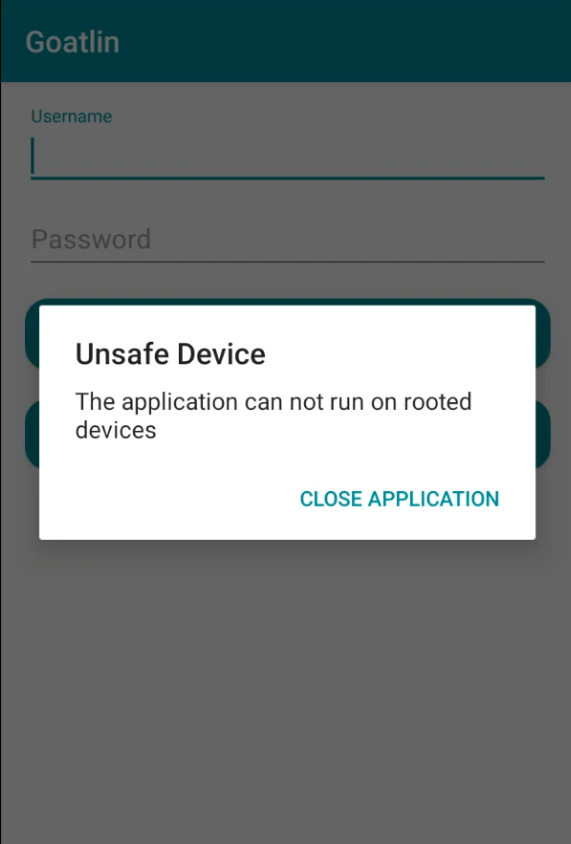 Goatlin
Username
Password
Unsafe Device
The application can not run on rooted
devices
CLOSE APPLICATION